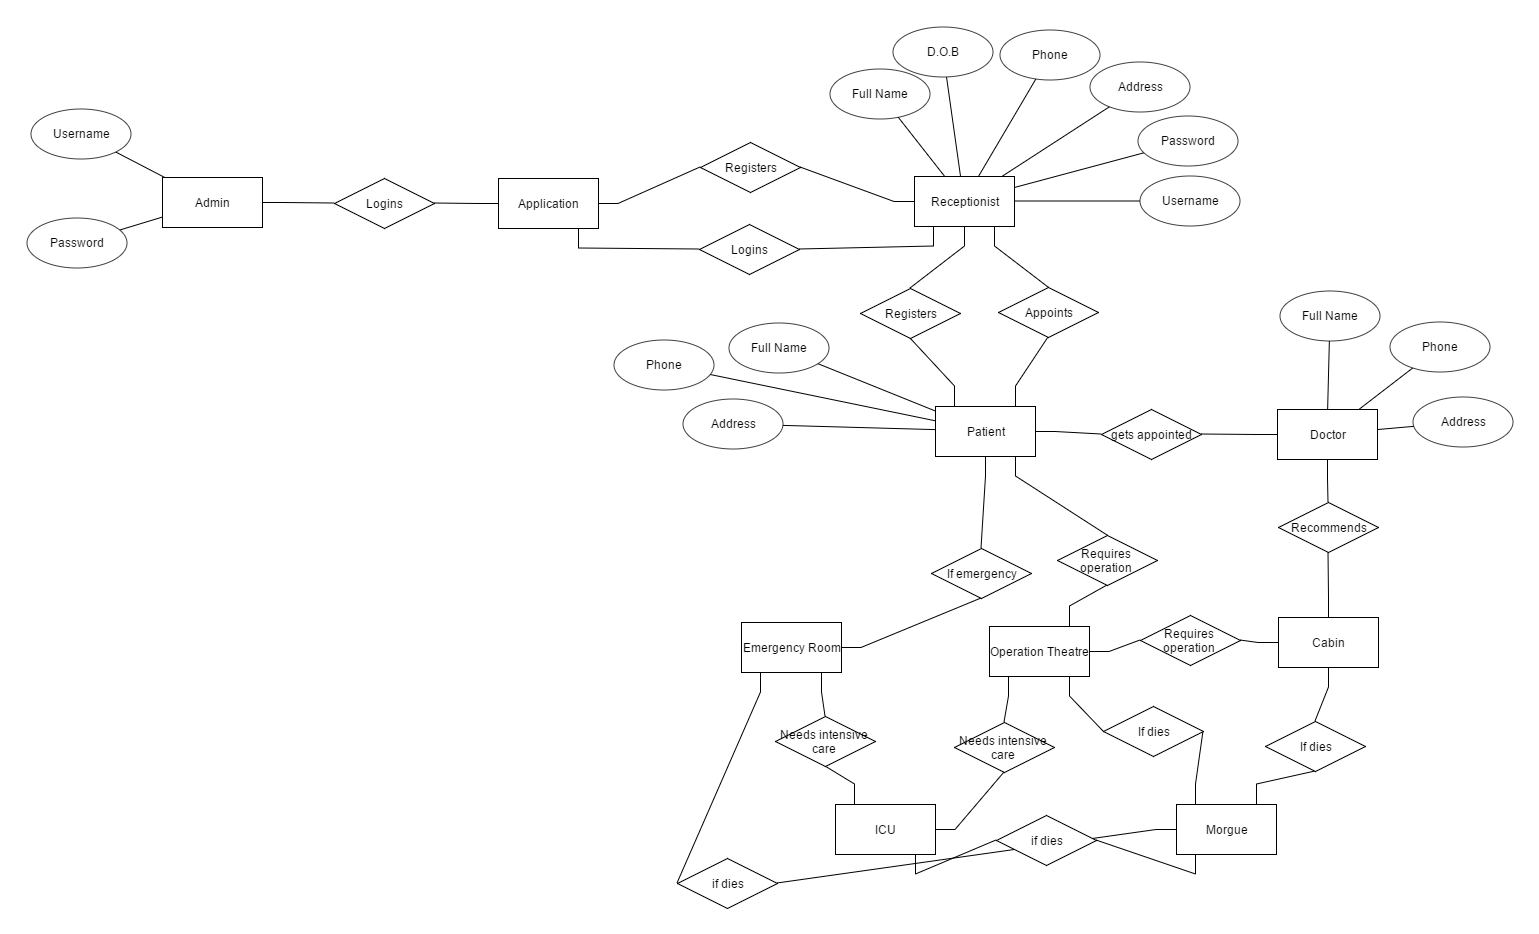 D.O.B
Phone
Full Name
Address
Username
Password
Registers
Admin
Logins
Application
Receptionist
Username
Password
Logins
Registers
Appoints
Full Name
Phone
Full Name
Phone
Address
Patient
gets appointed
Doctor
Address
Recommends
If emergency
Requires
operation
Emergency Room
Operation Theatre
Requires
operation
Cabin
Needs intensive
care
Needs intensive
care
If dies
If dies
ICU
if dies
Morgue
if dies